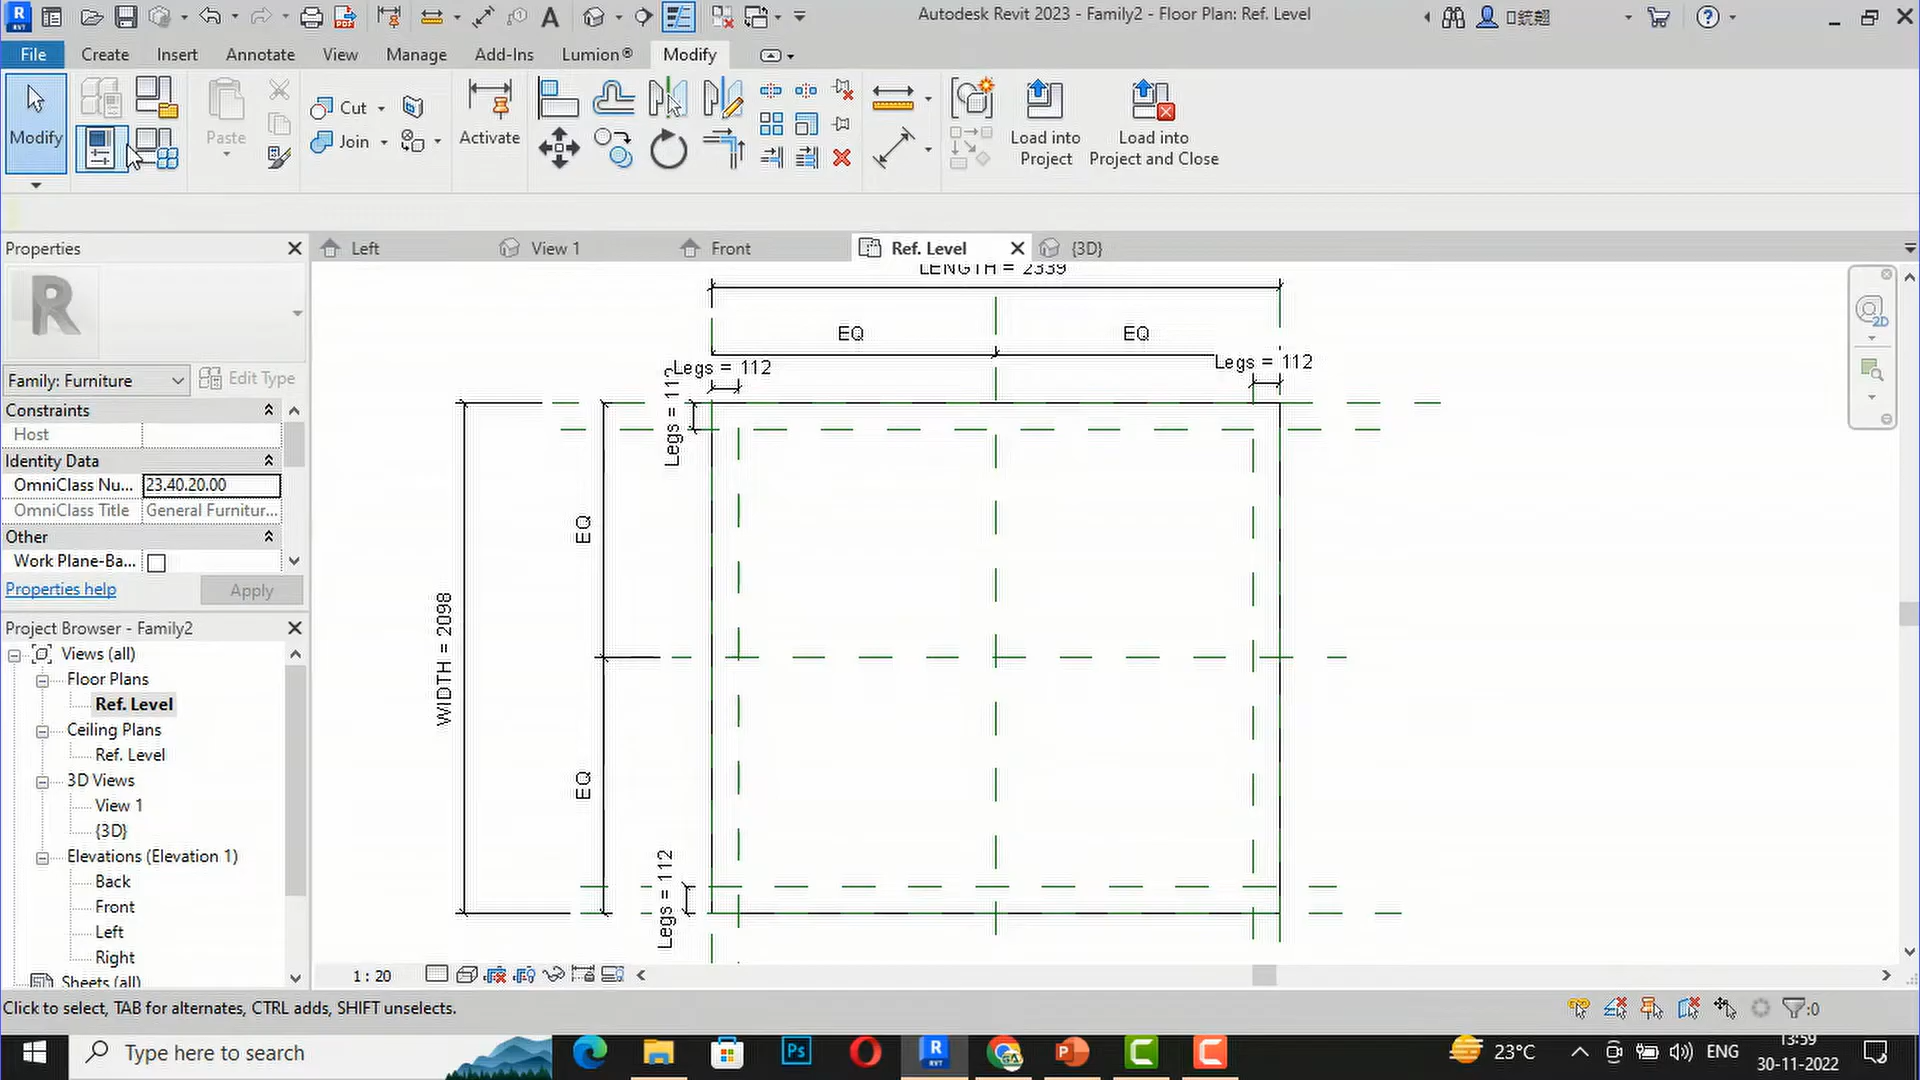 Autodesk Revit 2023 - Family2 - Floor Plan: Ref. Level
File Create Insert Annotate View Manage Add-Ins Lumion® Modify
Modify
Paste
Cut
Join
Activate
Load into
Project
Load into
Project and Close
Properties
Left
View 1
Front
Ref. Level
{3D}
R
Family: Furniture
Edit Type
Constraints
Host
Identity Data
OmniClass Nu... 23.40.20.00
OmniClass Title General Furnitur...
Other
Work Plane-Ba...
Properties help
Apply
Project Browser - Family2
Views (all)
Floor Plans
Ref. Level
Ceiling Plans
Ref. Level
3D Views
View 1
{3D}
Elevations (Elevation 1)
Back
Front
Left
Right
Sheets (all)
LENGTH = 2339
EQ
EQ
Legs = 112
Legs = 112
Legs = 112
EQ
WIDTH = 2098
EQ
Legs = 112
2D
1 : 20
Click to select, TAB for alternates, CTRL adds, SHIFT unselects.
:0
Type here to search
Ps
R
RVT
23°C
ENG
13:59
30-11-2022